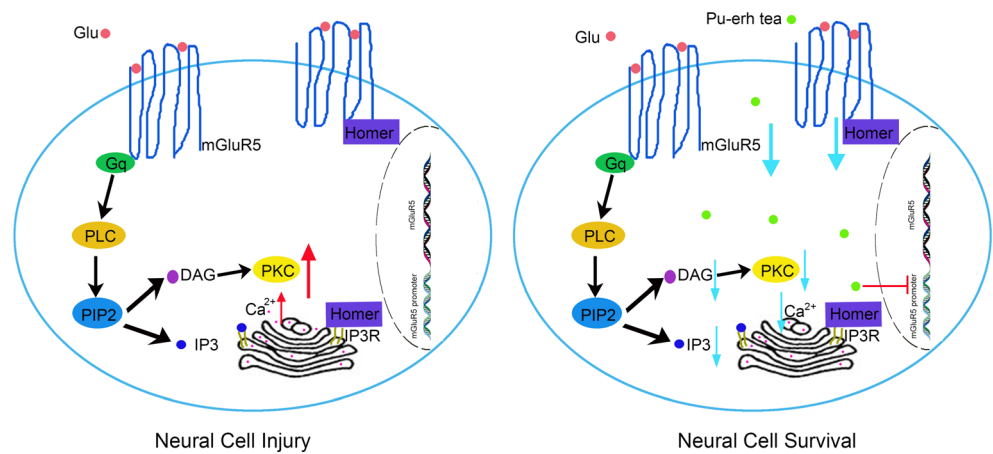 Glu
mGluR5
Homer
Gq
PLC
PIP2
DAG
PKC
IP3
Ca2+
Homer
IP3R
mGluR5
mGluR5 promoter
Neural Cell Injury
Pu-erh tea
Glu
mGluR5
Homer
Gq
PLC
PIP2
DAG
PKC
IP3
Ca2+
Homer
IP3R
mGluR5
mGluR5 promoter
Neural Cell Survival